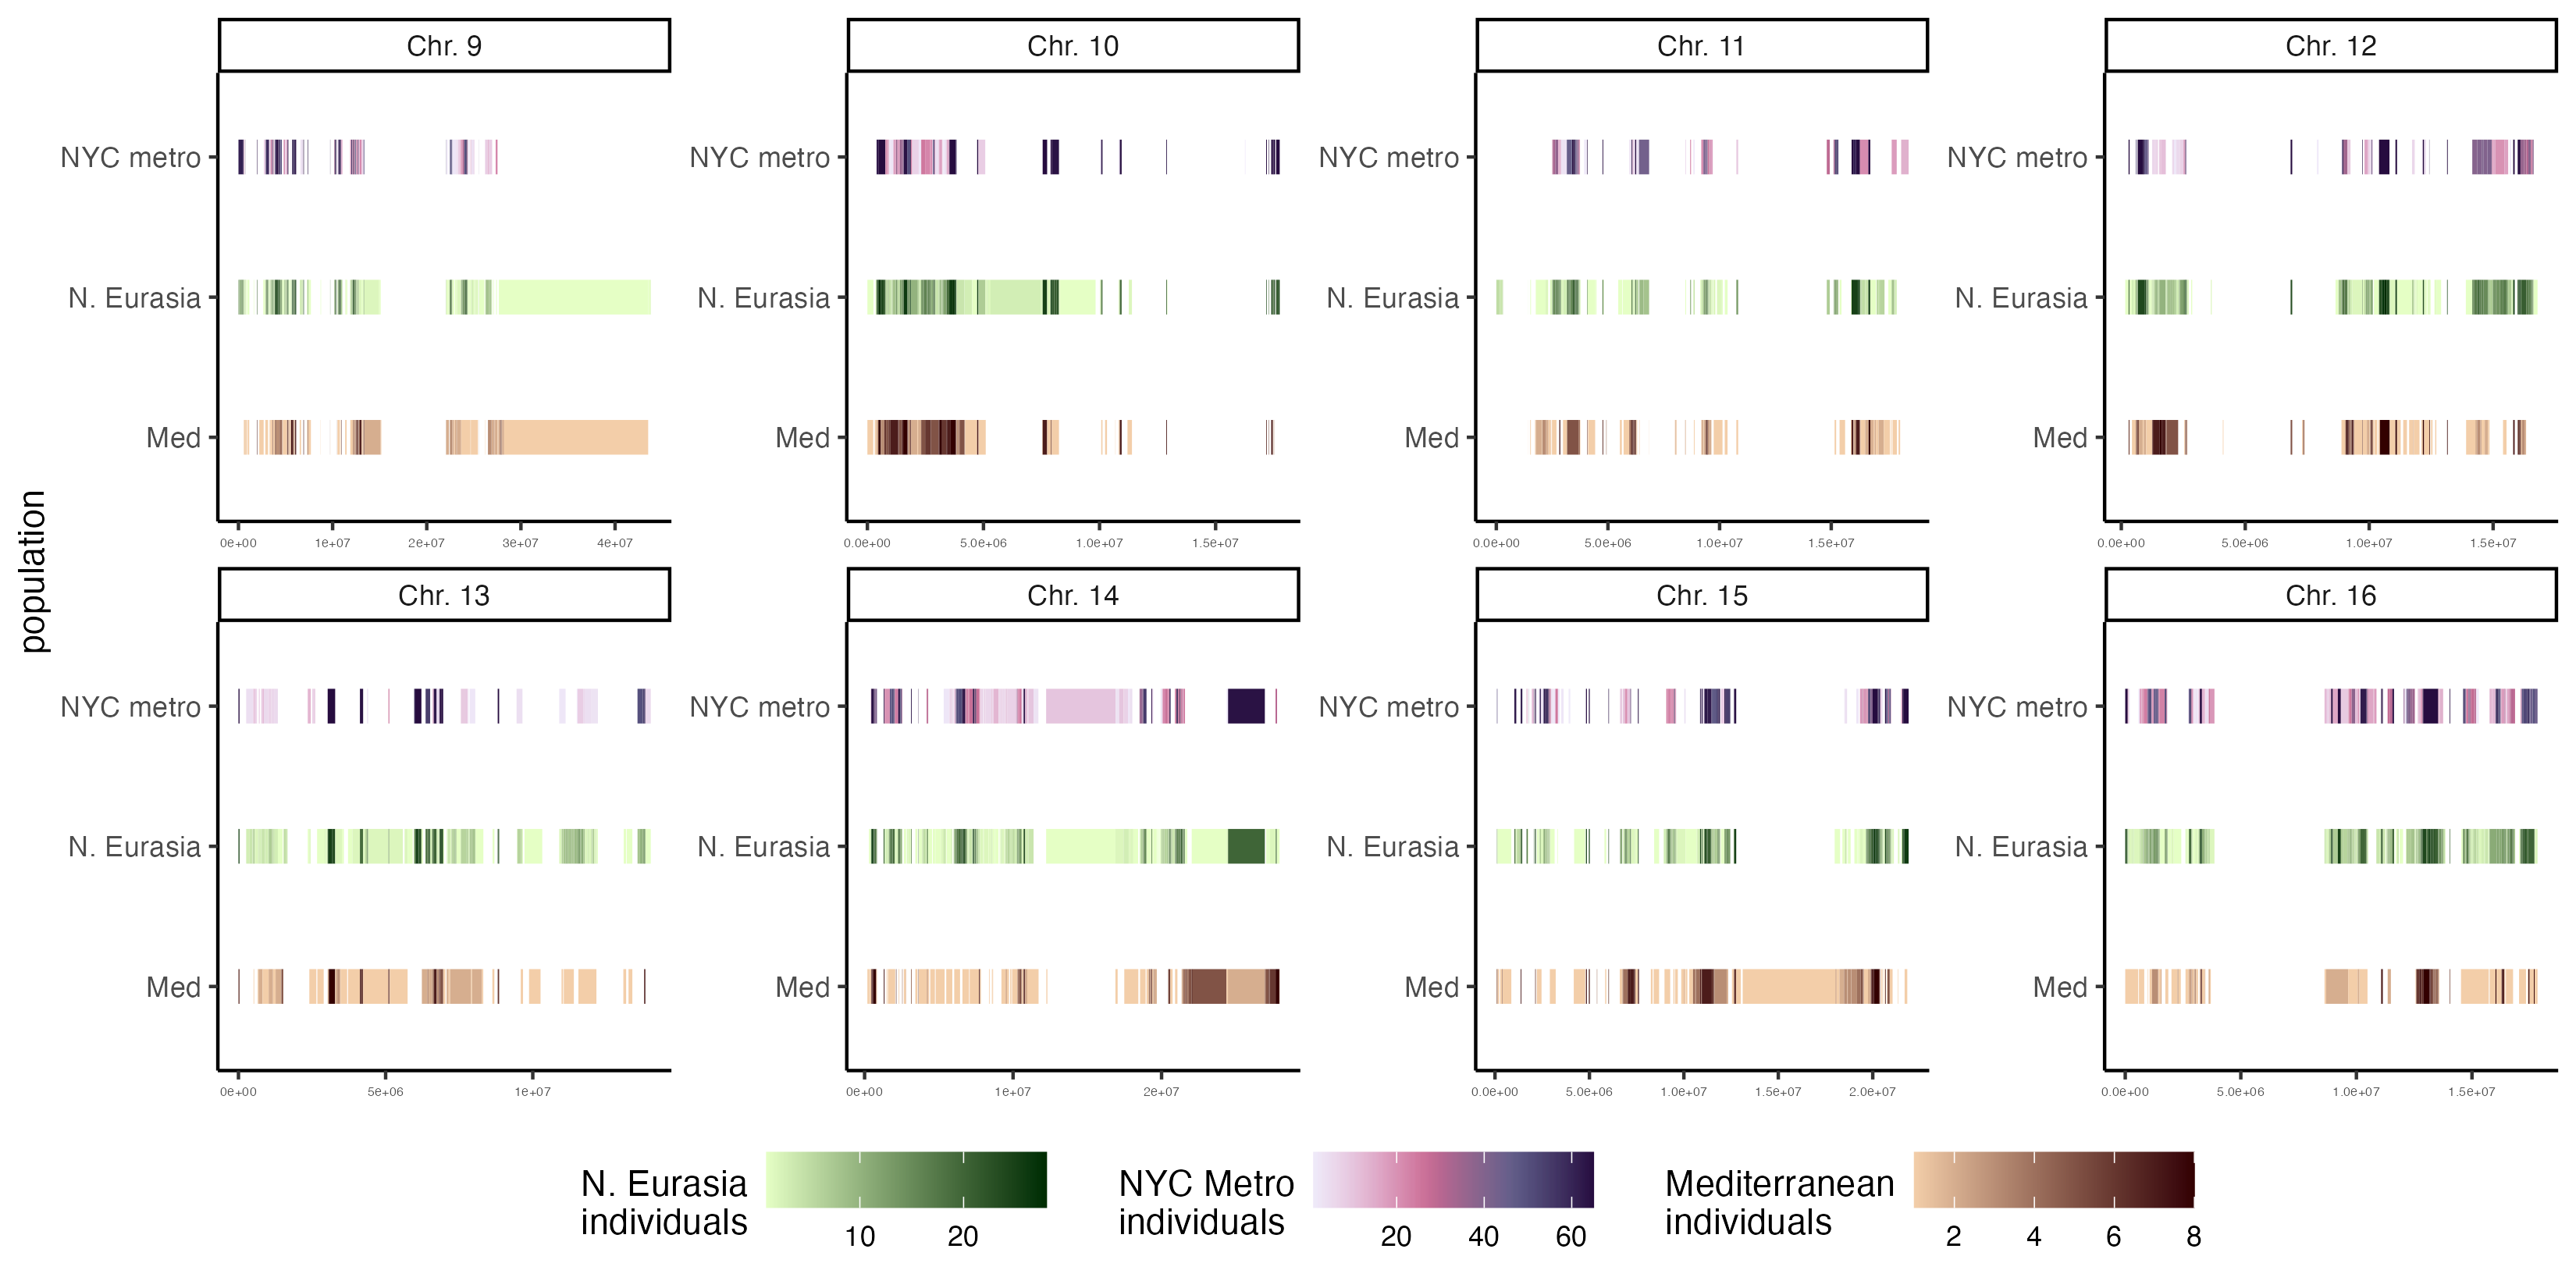 Chr. 9
Chr. 10
Chr. 11
Chr. 12
NYC metro
N. Eurasia
Med
NYC metro
N. Eurasia
Med
NYC metro
N. Eurasia
Med
NYC metro
N. Eurasia
Med
0e+00 1e+07 2e+07 3e+07 4e+07
0.0e+00 5.0e+06 1.0e+07 1.5e+07
0.0e+00 5.0e+06 1.0e+07 1.5e+07
0.0e+00 5.0e+06 1.0e+07 1.5e+07
population
Chr. 13
Chr. 14
Chr. 15
Chr. 16
NYC metro
N. Eurasia
Med
NYC metro
N. Eurasia
Med
NYC metro
N. Eurasia
Med
NYC metro
N. Eurasia
Med
0e+00 5e+06 1e+07
0e+00 1e+07 2e+07
0.0e+00 5.0e+06 1.0e+07 1.5e+07 2.0e+07
0.0e+00 5.0e+06 1.0e+07 1.5e+07
N. Eurasia
individuals
10 20
NYC Metro
individuals
20 40 60
Mediterranean
individuals
2 4 6 8